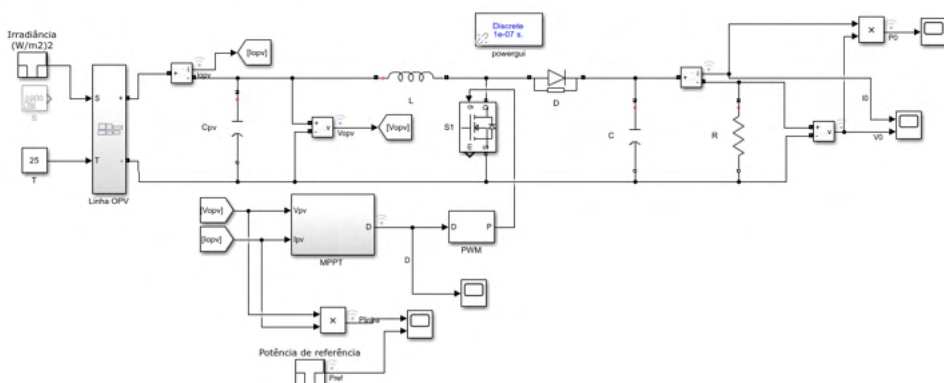 Irradiância
(W/m2)2
[Iopv]
Discrete
1e-07 s.
powergui
P0
Iopv
L
D
S
+
Cpv
v
Vopv
[Vopv]
S1
C
R
I0
V0
25
T
T
-
Linha OPV
[Vopv]
[Iopv]
Vpv
Ipv
D
MPPT
D
P
PWM
D
Potência de referência
Pref